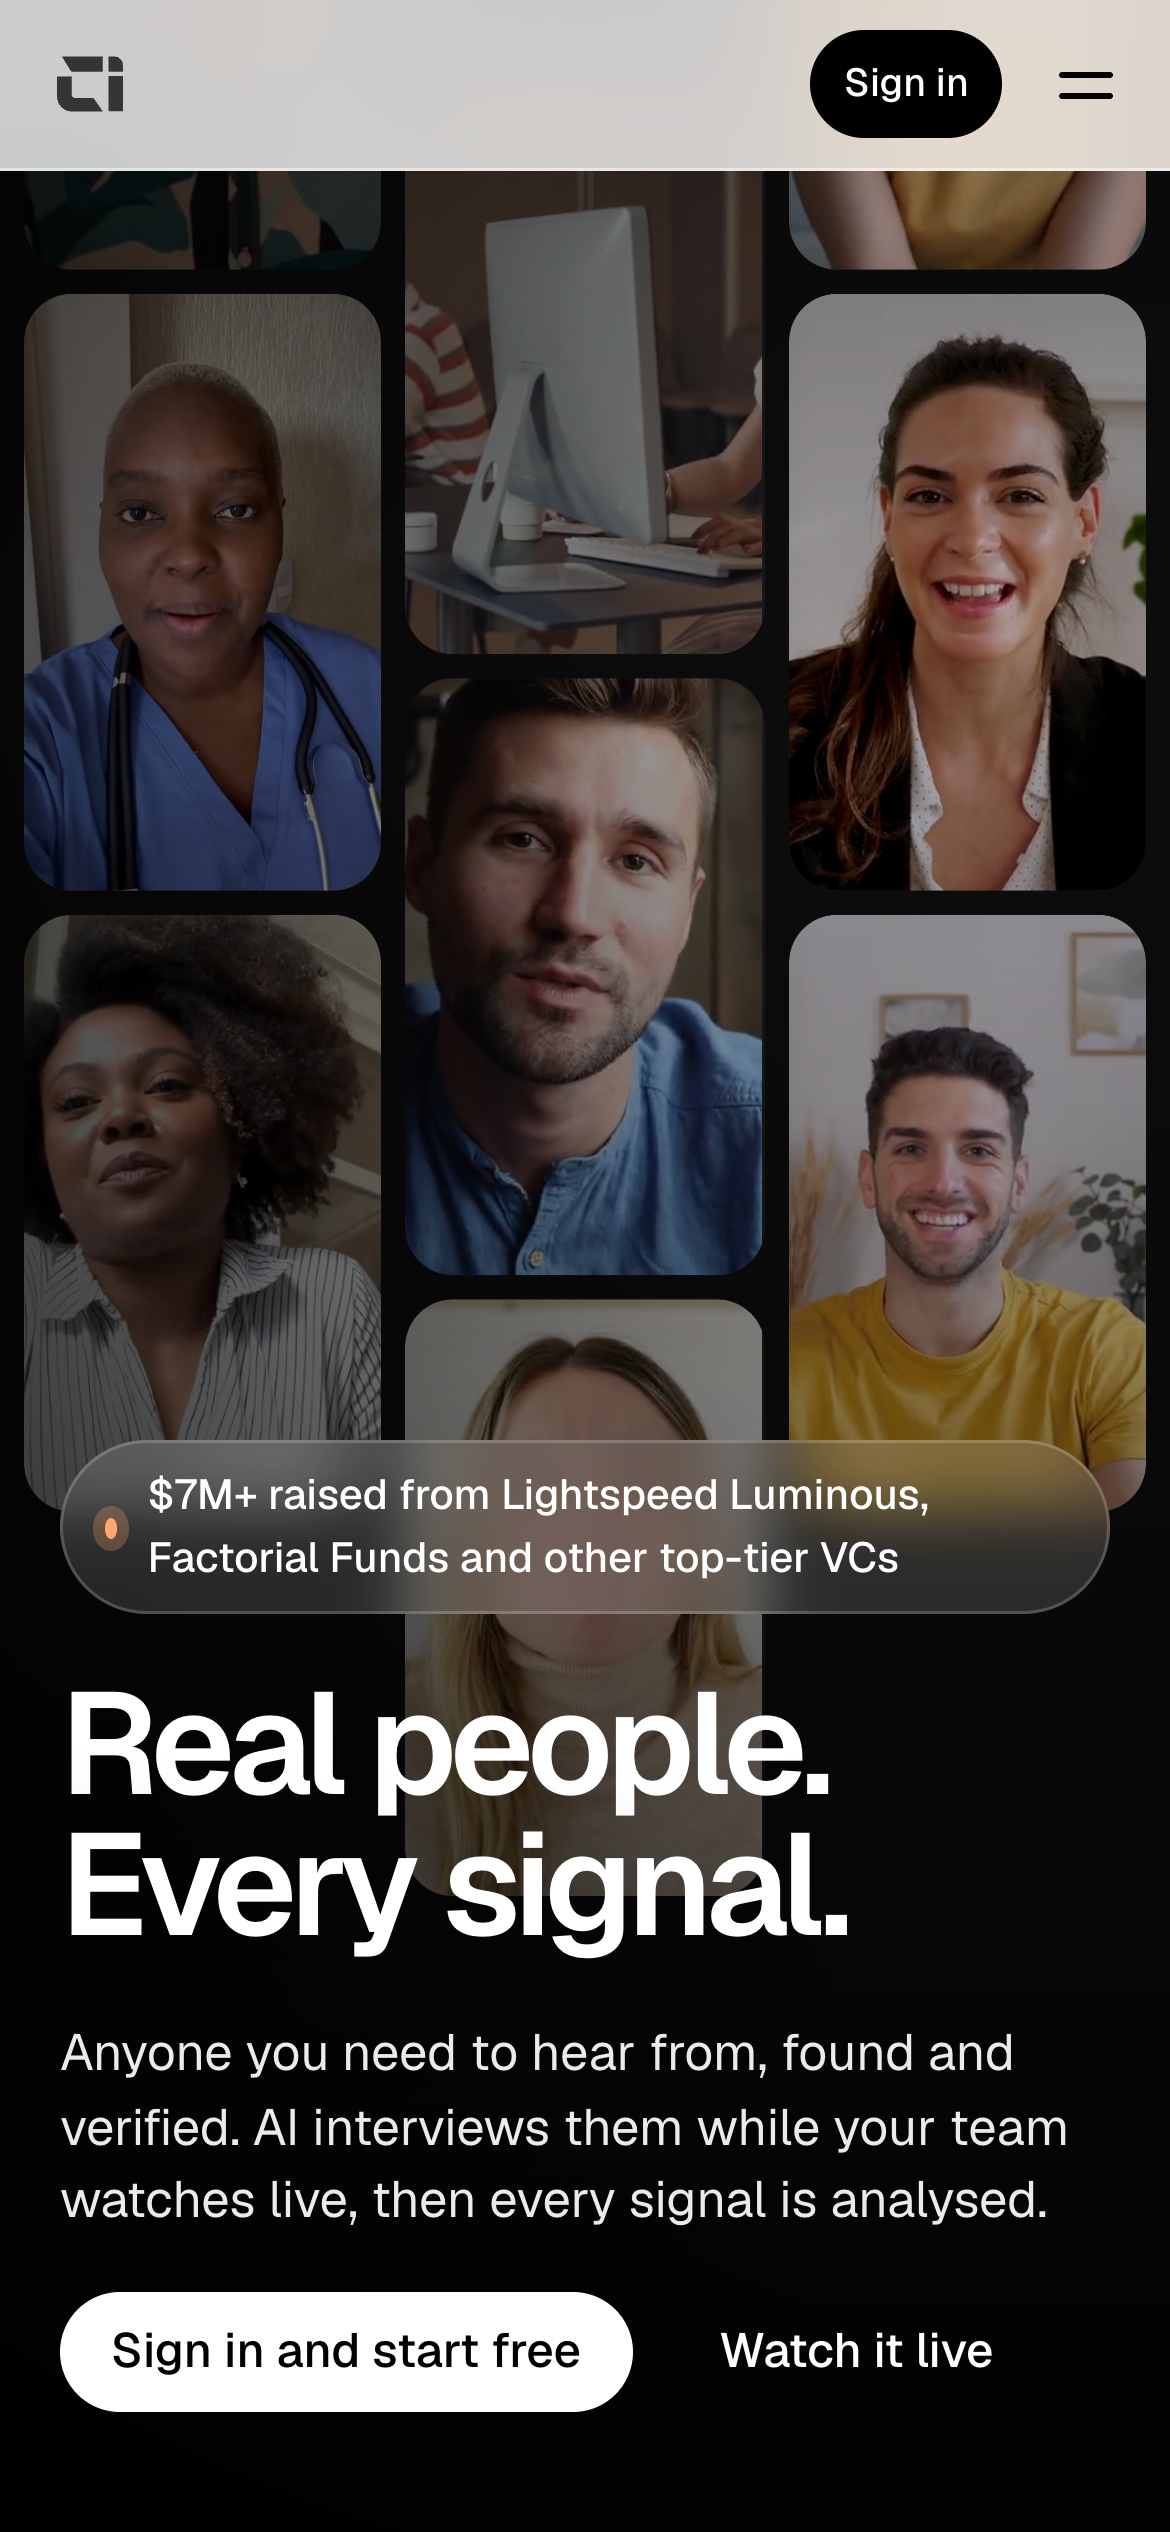 Sign in
$7M+ raised from Lightspeed Luminous,
Factorial Funds and other top-tier VCs
Real people.
Every signal.
Anyone you need to hear from, found and
verified. AI interviews them while your team
watches live, then every signal is analysed.
Sign in and start free
Watch it live